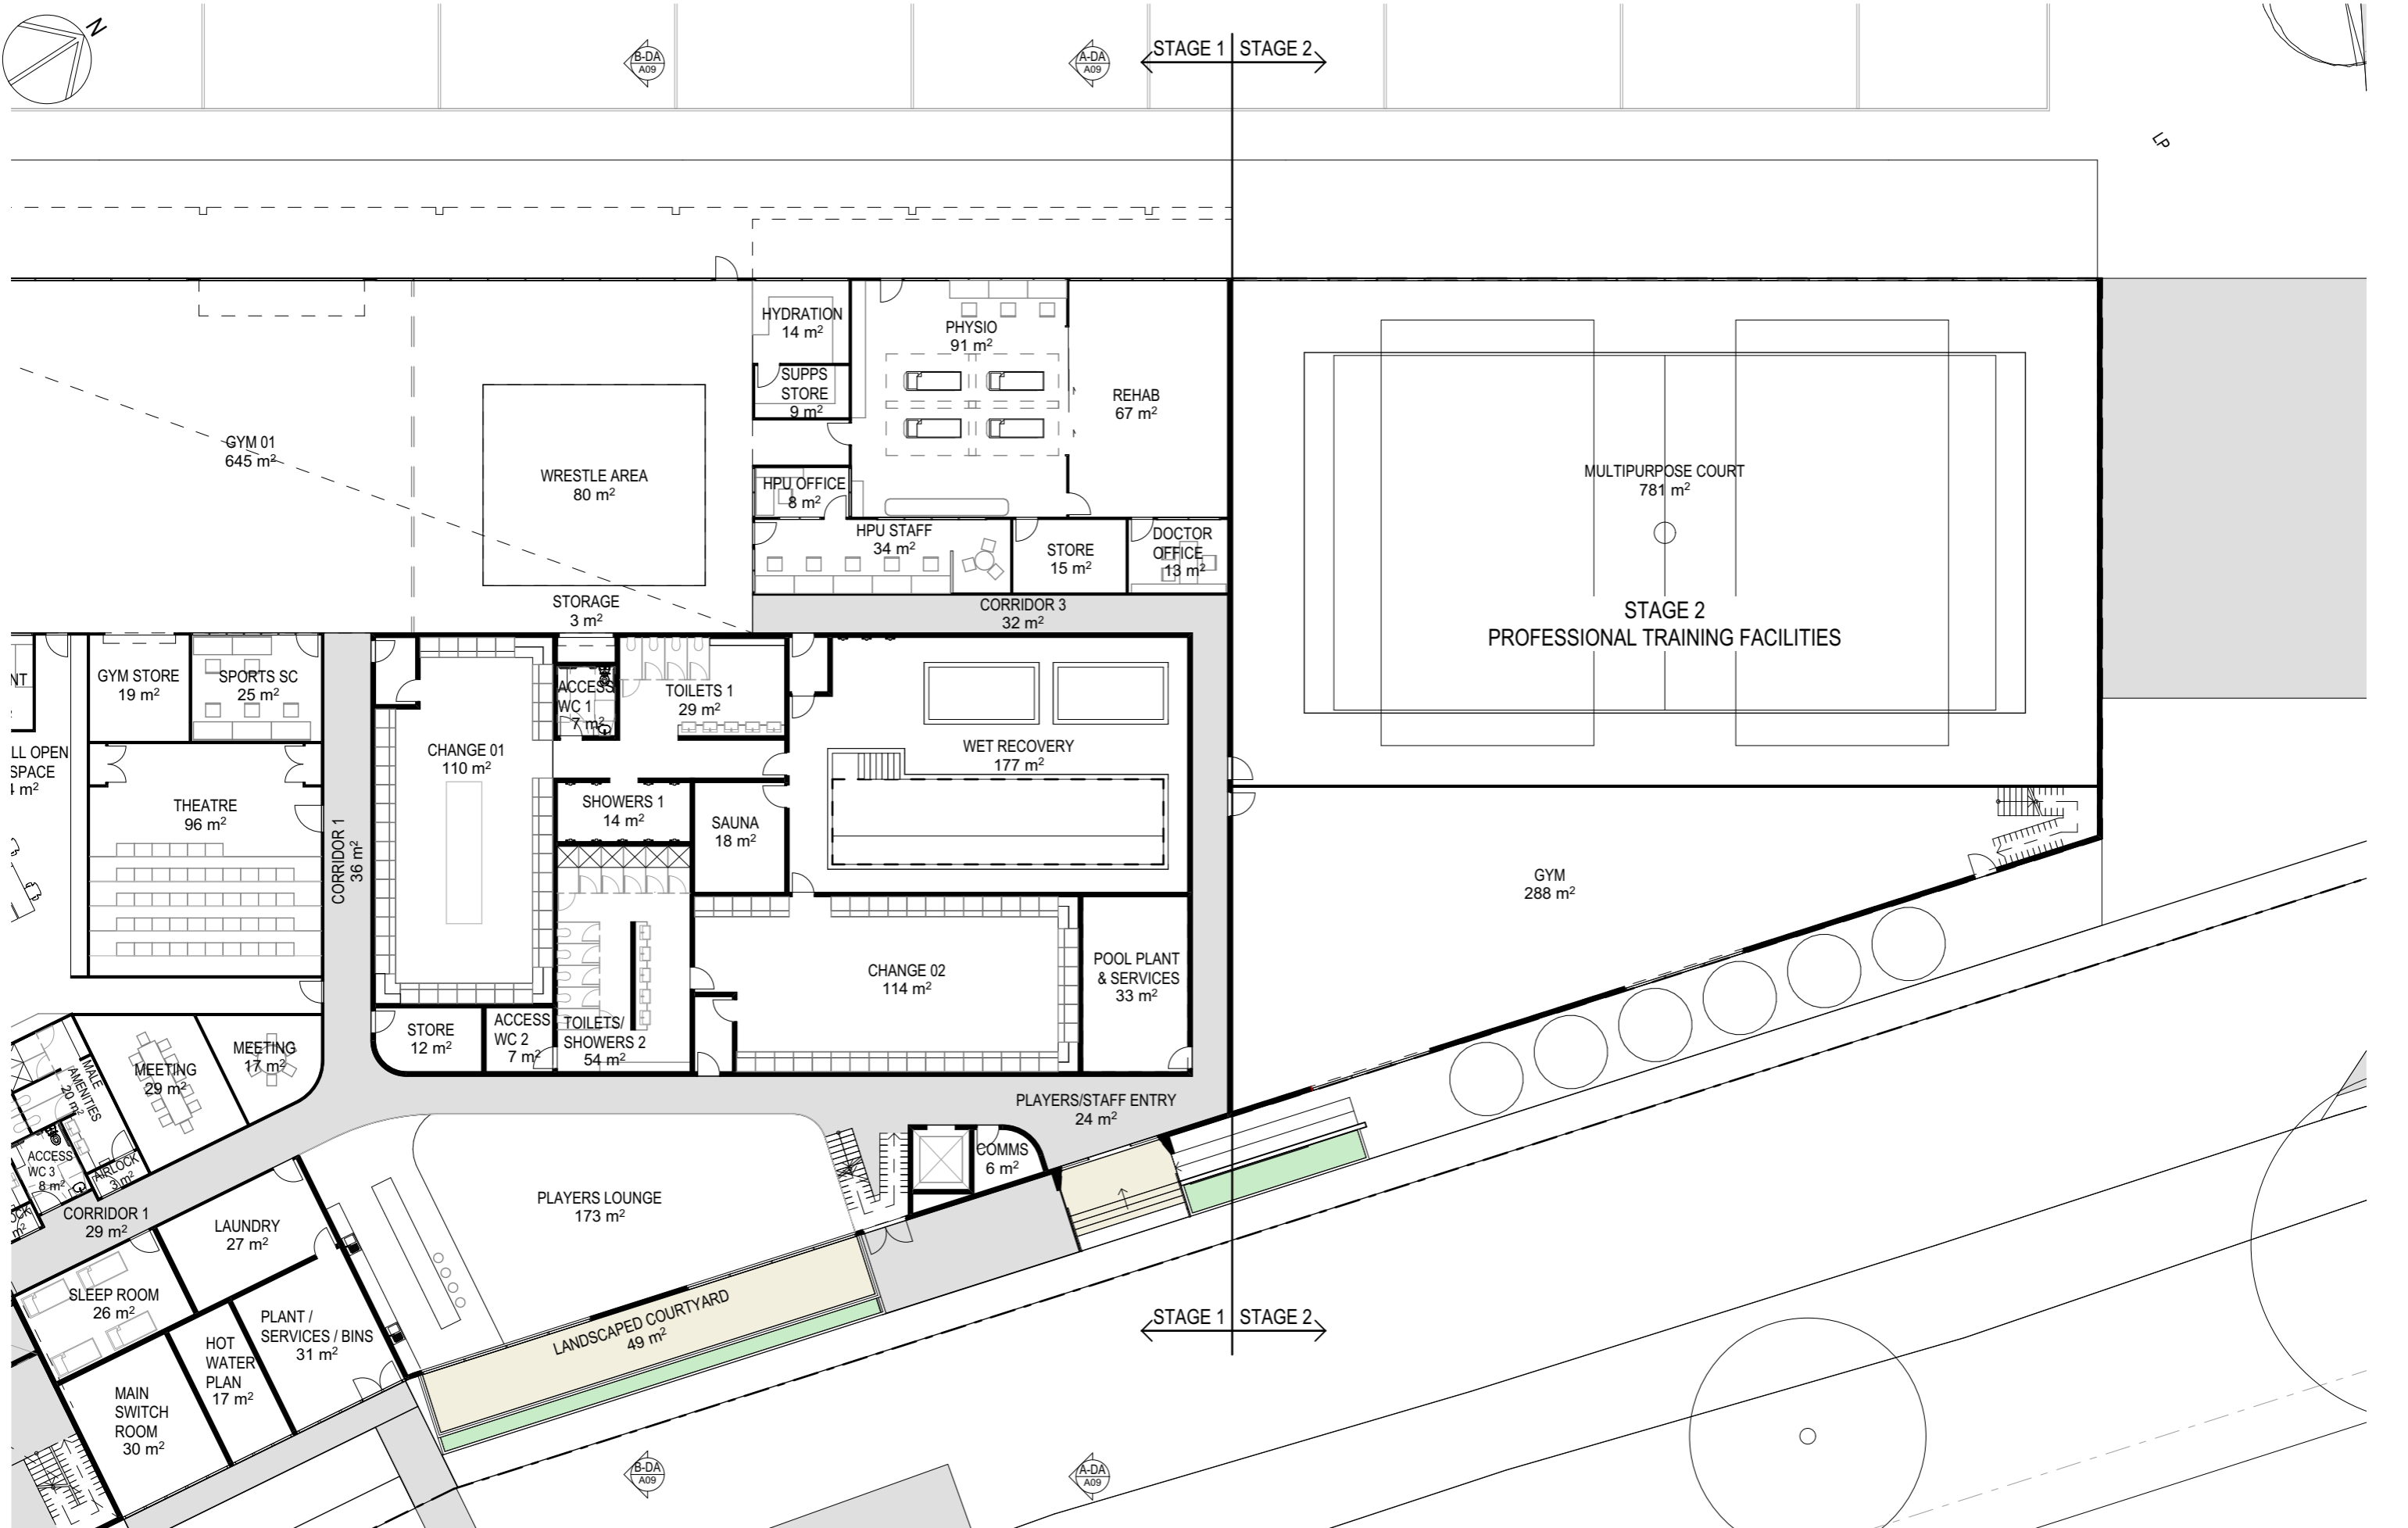 N
B-DA
A09
A-DA
A09
STAGE 1
STAGE 2
LP
HYDRATION
14 m²
PHYSIO
91 m²
SUPPS
STORE
9 m²
REHAB
67 m²
GYM 01
645 m²
WRESTLE AREA
80 m²
HPU OFFICE
8 m²
MULTIPURPOSE COURT
781 m²
HPU STAFF
34 m²
STORE
15 m²
DOCTOR
OFFICE
13 m²
STORAGE
3 m²
CORRIDOR 3
32 m²
STAGE 2
PROFESSIONAL TRAINING FACILITIES
NT
GYM STORE
19 m²
SPORTS SC
25 m²
ACCESS
WC 1
7 m²
TOILETS 1
29 m²
LL OPEN
SPACE
4 m²
CHANGE 01
110 m²
WET RECOVERY
177 m²
THEATRE
96 m²
CORRIDOR 1
36 m²
SHOWERS 1
14 m²
SAUNA
18 m²
GYM
288 m²
CHANGE 02
114 m²
POOL PLANT
& SERVICES
33 m²
STORE
12 m²
ACCESS
WC 2
7 m²
TOILETS/
SHOWERS 2
54 m²
MEETING
17 m²
MEETING
29 m²
MALE
AMENITIES
20 m²
PLAYERS/STAFF ENTRY
24 m²
COMMS
6 m²
ACCESS
WC 3
8 m²
AIRLOCK
3 m²
CORRIDOR 1
29 m²
LAUNDRY
27 m²
PLAYERS LOUNGE
173 m²
SLEEP ROOM
26 m²
PLANT /
SERVICES / BINS
31 m²
HOT
WATER
PLAN
17 m²
LANDSCAPED COURTYARD
49 m²
STAGE 1
STAGE 2
MAIN
SWITCH
ROOM
30 m²
B-DA
A09
A-DA
A09